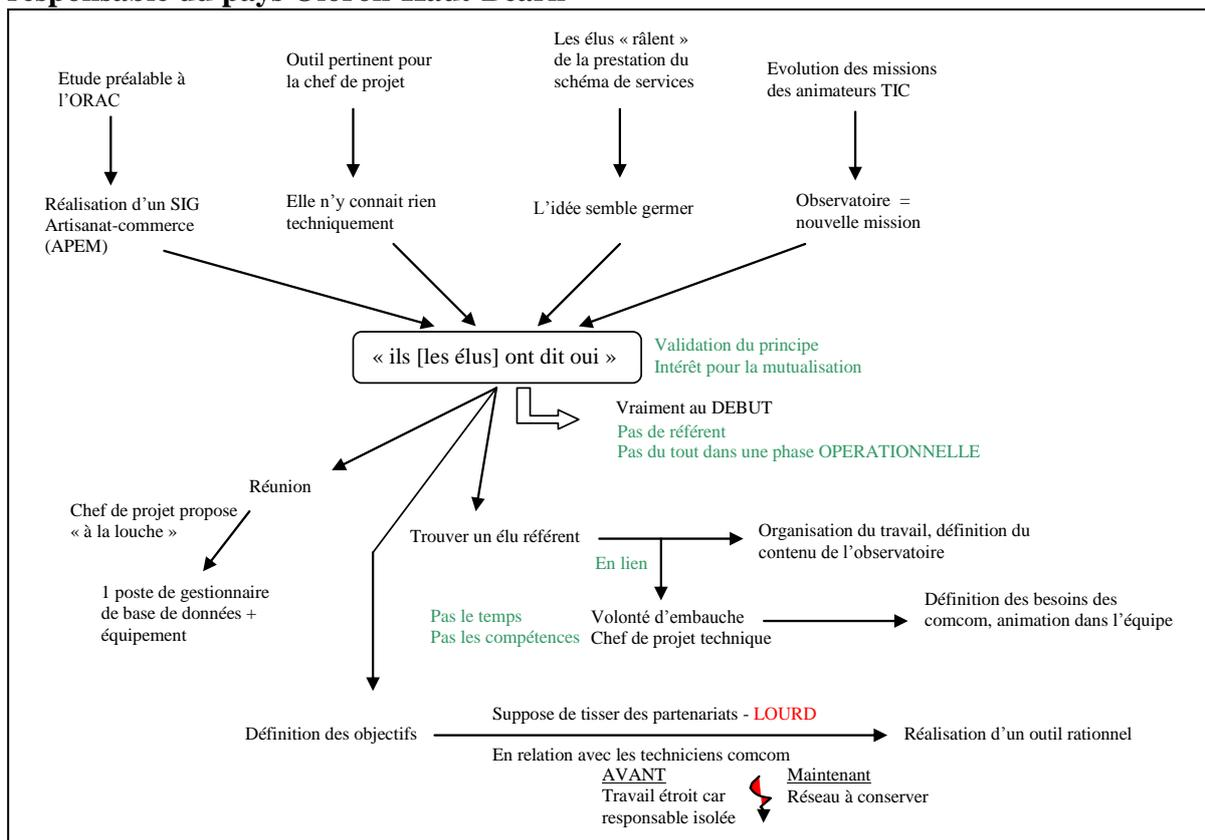 responsable du pays Oloron Haut Béarn
Etude préalable à
l’ORAC
Outil pertinent pour
la chef de projet
Les élus « râlent »
de la prestation du
schéma de services
Evolution des missions
des animateurs TIC
Réalisation d’un SIG
Artisanat-commerce
(APEM)
Elle n’y connait rien
techniquement
L’idée semble germer
Observatoire =
nouvelle mission
« ils [les élus] ont dit oui »
Validation du principe
Intérêt pour la mutualisation
Vraiment au DEBUT
Pas de référent
Pas du tout dans une phase OPERATIONNELLE
Réunion
Chef de projet propose
« à la louche »
1 poste de gestionnaire
de base de données +
équipement
Trouver un élu référent
Organisation du travail, définition du
contenu de l’observatoire
En lien
Pas le temps
Pas les compétences
Volonté d’embauche
Chef de projet technique
Définition des besoins des
comcom, animation dans l’équipe
Définition des objectifs
Suppose de tisser des partenariats - LOURD
En relation avec les techniciens comcom
Réalisation d’un outil rationnel
AVANT
Travail étroit car
responsable isolée
Maintenant
Réseau à conserver